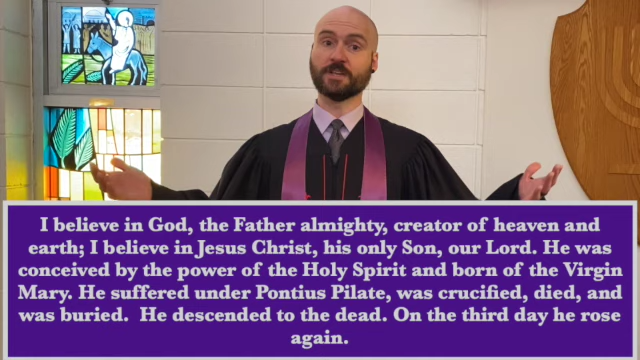 I believe in God, the Father almighty, creator of heaven and
earth; I believe in Jesus Christ, his only Son, our Lord. He was
conceived by the power of the Holy Spirit and born of the Virgin
Mary. He suffered under Pontius Pilate, was crucified, died, and
was buried.  He descended to the dead. On the third day he rose
again.